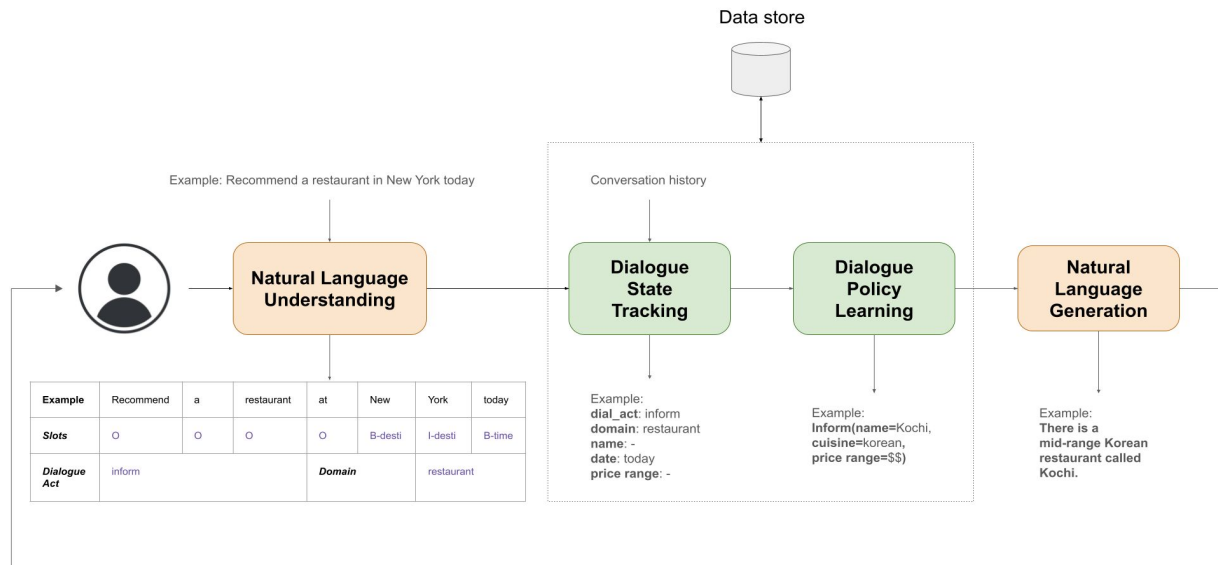 Data store
Example: Recommend a restaurant in New York today
Conversation history
Natural Language
Understanding
Dialogue
State
Tracking
Dialogue
Policy
Learning
Natural
Language
Generation
Example Recommend a restaurant at New York today
Slots O O O O B-desti I-desti B-time
Dialogue
Act
inform Domain restaurant
Example:
dial_act: inform
domain: restaurant
name: -
date: today
price range: -
Example:
Inform(name=Kochi,
cuisine=korean,
price range=$$)
Example:
There is a
mid-range Korean
restaurant called
Kochi.